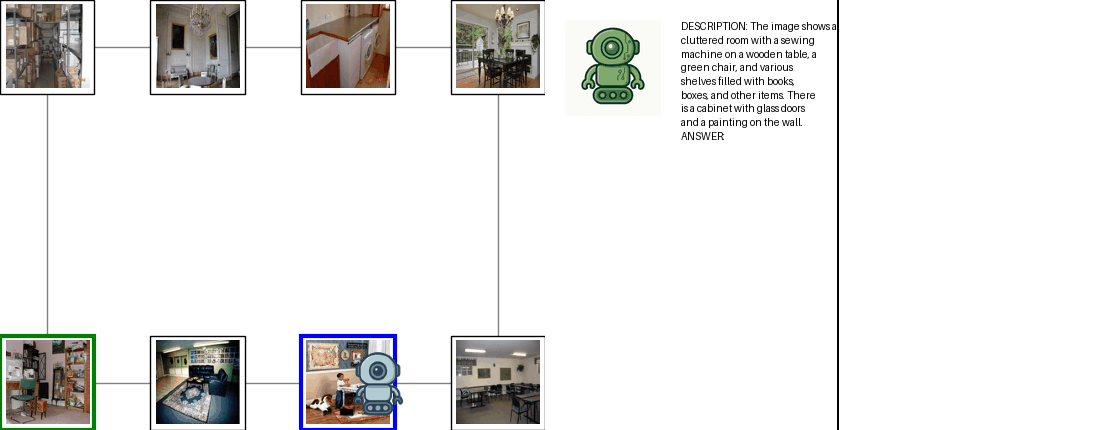 DESCRIPTION: The image shows a
cluttered room with a sewing
machine on a wooden table, a
green chair, and various
shelves filled with books,
boxes, and other items. There
is a cabinet with glass doors
and a painting on the wall.
ANSWER: